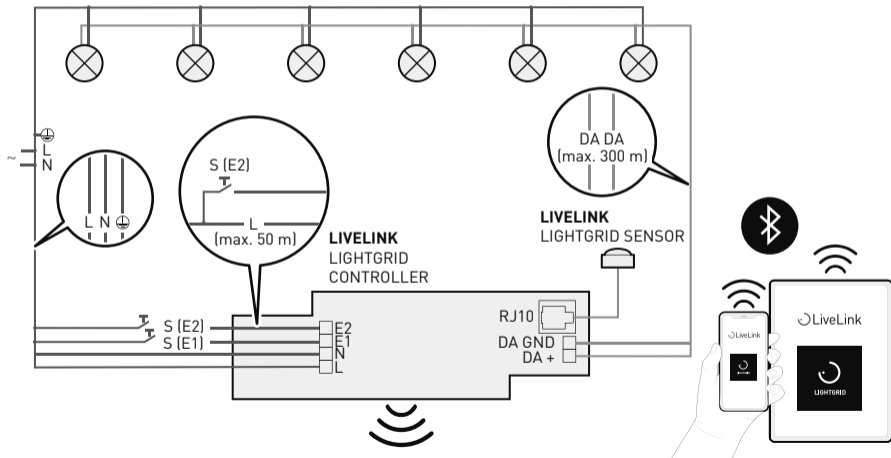 L
~
N
L N
S (E2)
L
(max. 50 m)
DA DA
(max. 300 m)
LIVELINK
LIGHTGRID
CONTROLLER
LIVELINK
LIGHTGRID SENSOR
S (E2)
S (E1)
E2
E1
N
L
RJ10
DA GND
DA +
LiveLink
LiveLink
LIGHTGRID